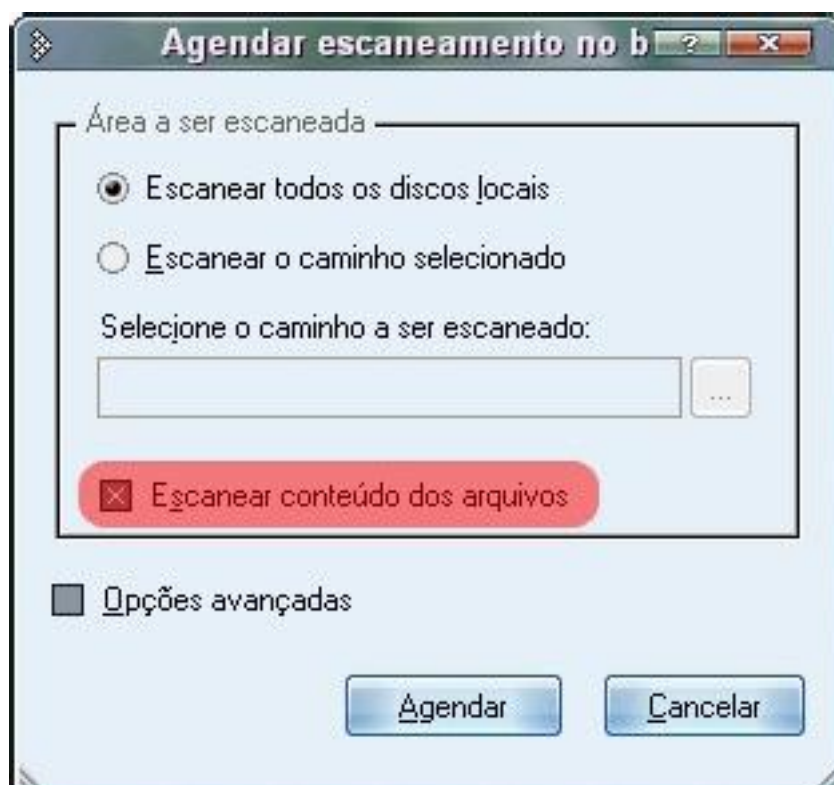 Agendar escaneamento no b
Área a ser escaneada
Escanear todos os discos locais
Escanear o caminho selecionado
Selecione o caminho a ser escaneado:
...
Escanear conteúdo dos arquivos
Opções avançadas
Agendar
Cancelar